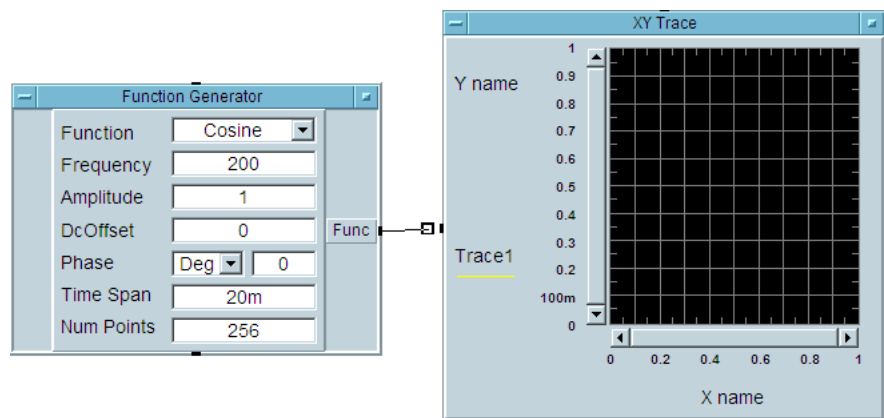 Function Generator
Function Cosine
Frequency 200
Amplitude 1
DcOffset 0
Phase Deg 0
Time Span 20m
Num Points 256
Func
XY Trace
Y name
Trace1
1
0.9
0.8
0.7
0.6
0.5
0.4
0.3
0.2
100m
0
0 0.2 0.4 0.6 0.8 1
X name